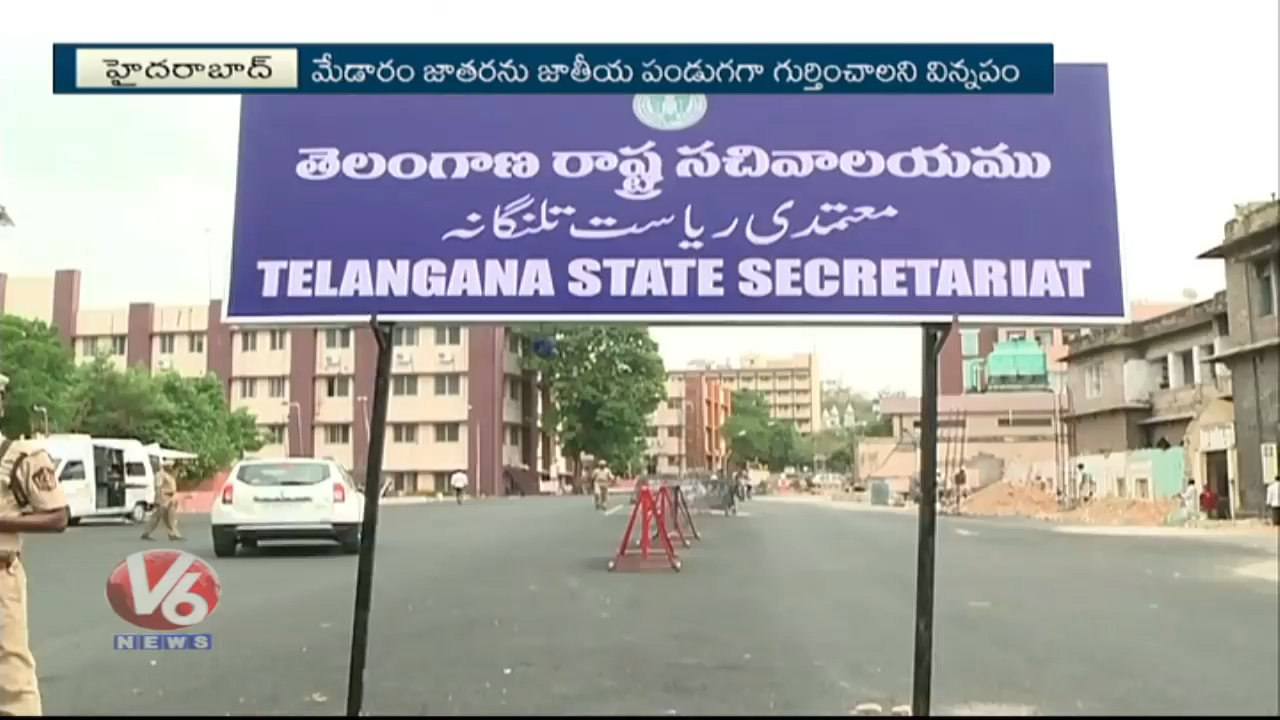 హైదరాబాద్ మేడారం జాతరను జాతీయ పండుగగా గుర్తించాలని విన్నపం
తెలంగాణ రాష్ట్ర సచివాలయము
معتمدی ریاست تلنگانہ
TELANGANA STATE SECRETARIAT
V6
NEWS